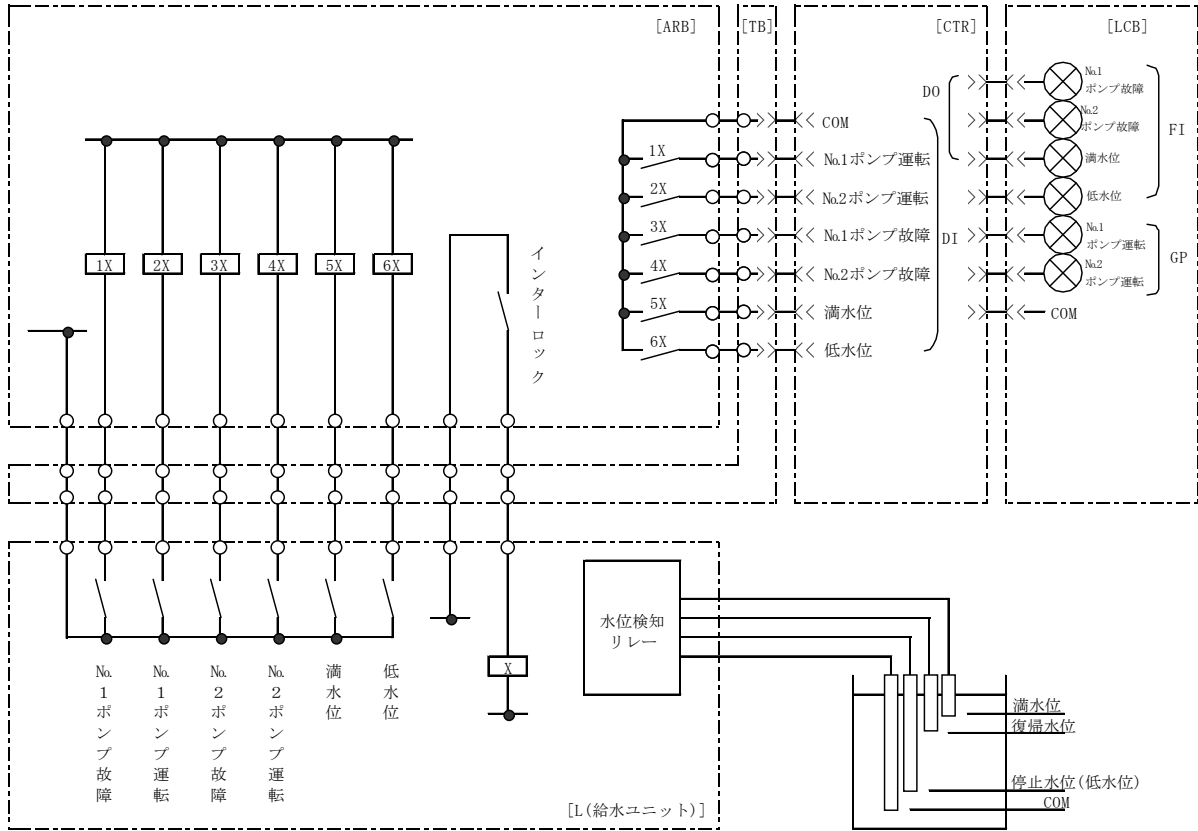 [ARB]
[TB]
[CTR]
[LCB]
DO
COM
1X
No.1ポンプ運転
2X
No.2ポンプ運転
3X
No.1ポンプ故障
4X
No.2ポンプ故障
5X
満水位
6X
低水位
DI
No.1
ポンプ故障
No.2
ポンプ故障
満水位
低水位
FI
No.1
ポンプ運転
No.2
ポンプ運転
GP
COM
1X
2X
3X
4X
5X
6X
インターロック
No.1ポンプ故障
No.1ポンプ運転
No.2ポンプ故障
No.2ポンプ運転
満水位
低水位
X
水位検知
リレー
満水位
復帰水位
停止水位(低水位)
COM
[L(給水ユニット)]